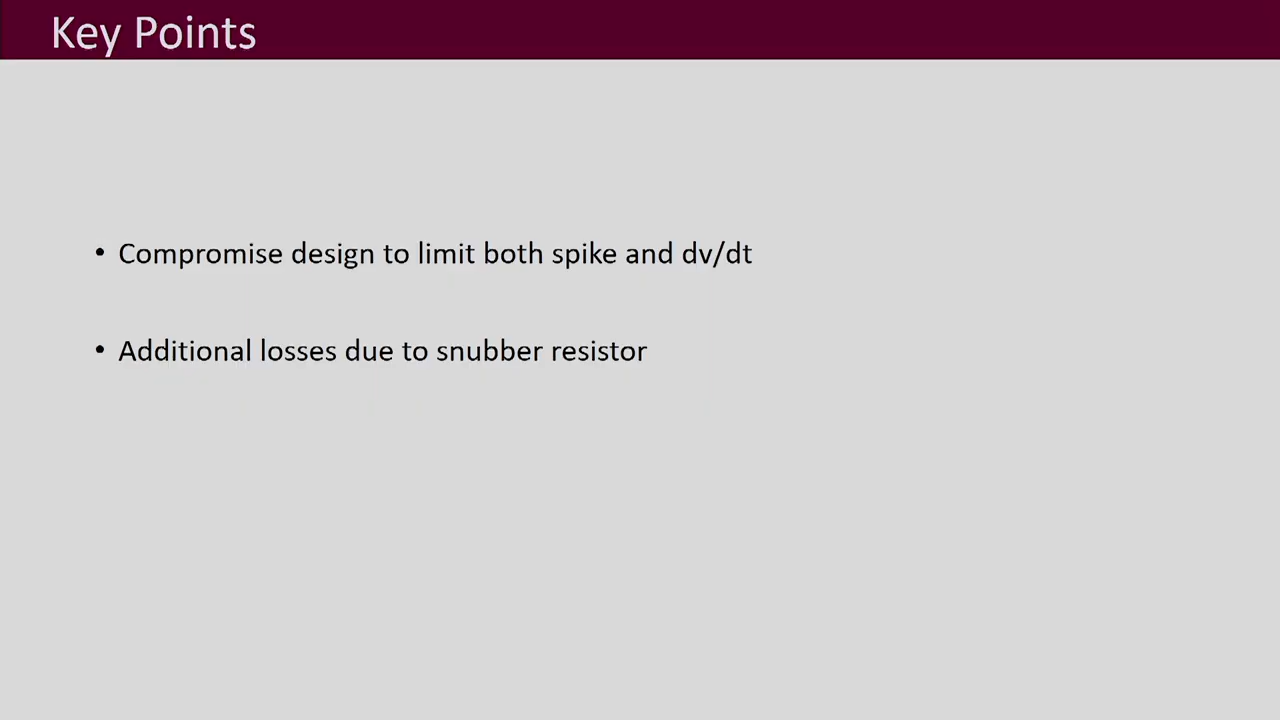 Key Points
• Compromise design to limit both spike and dv/dt
• Additional losses due to snubber resistor